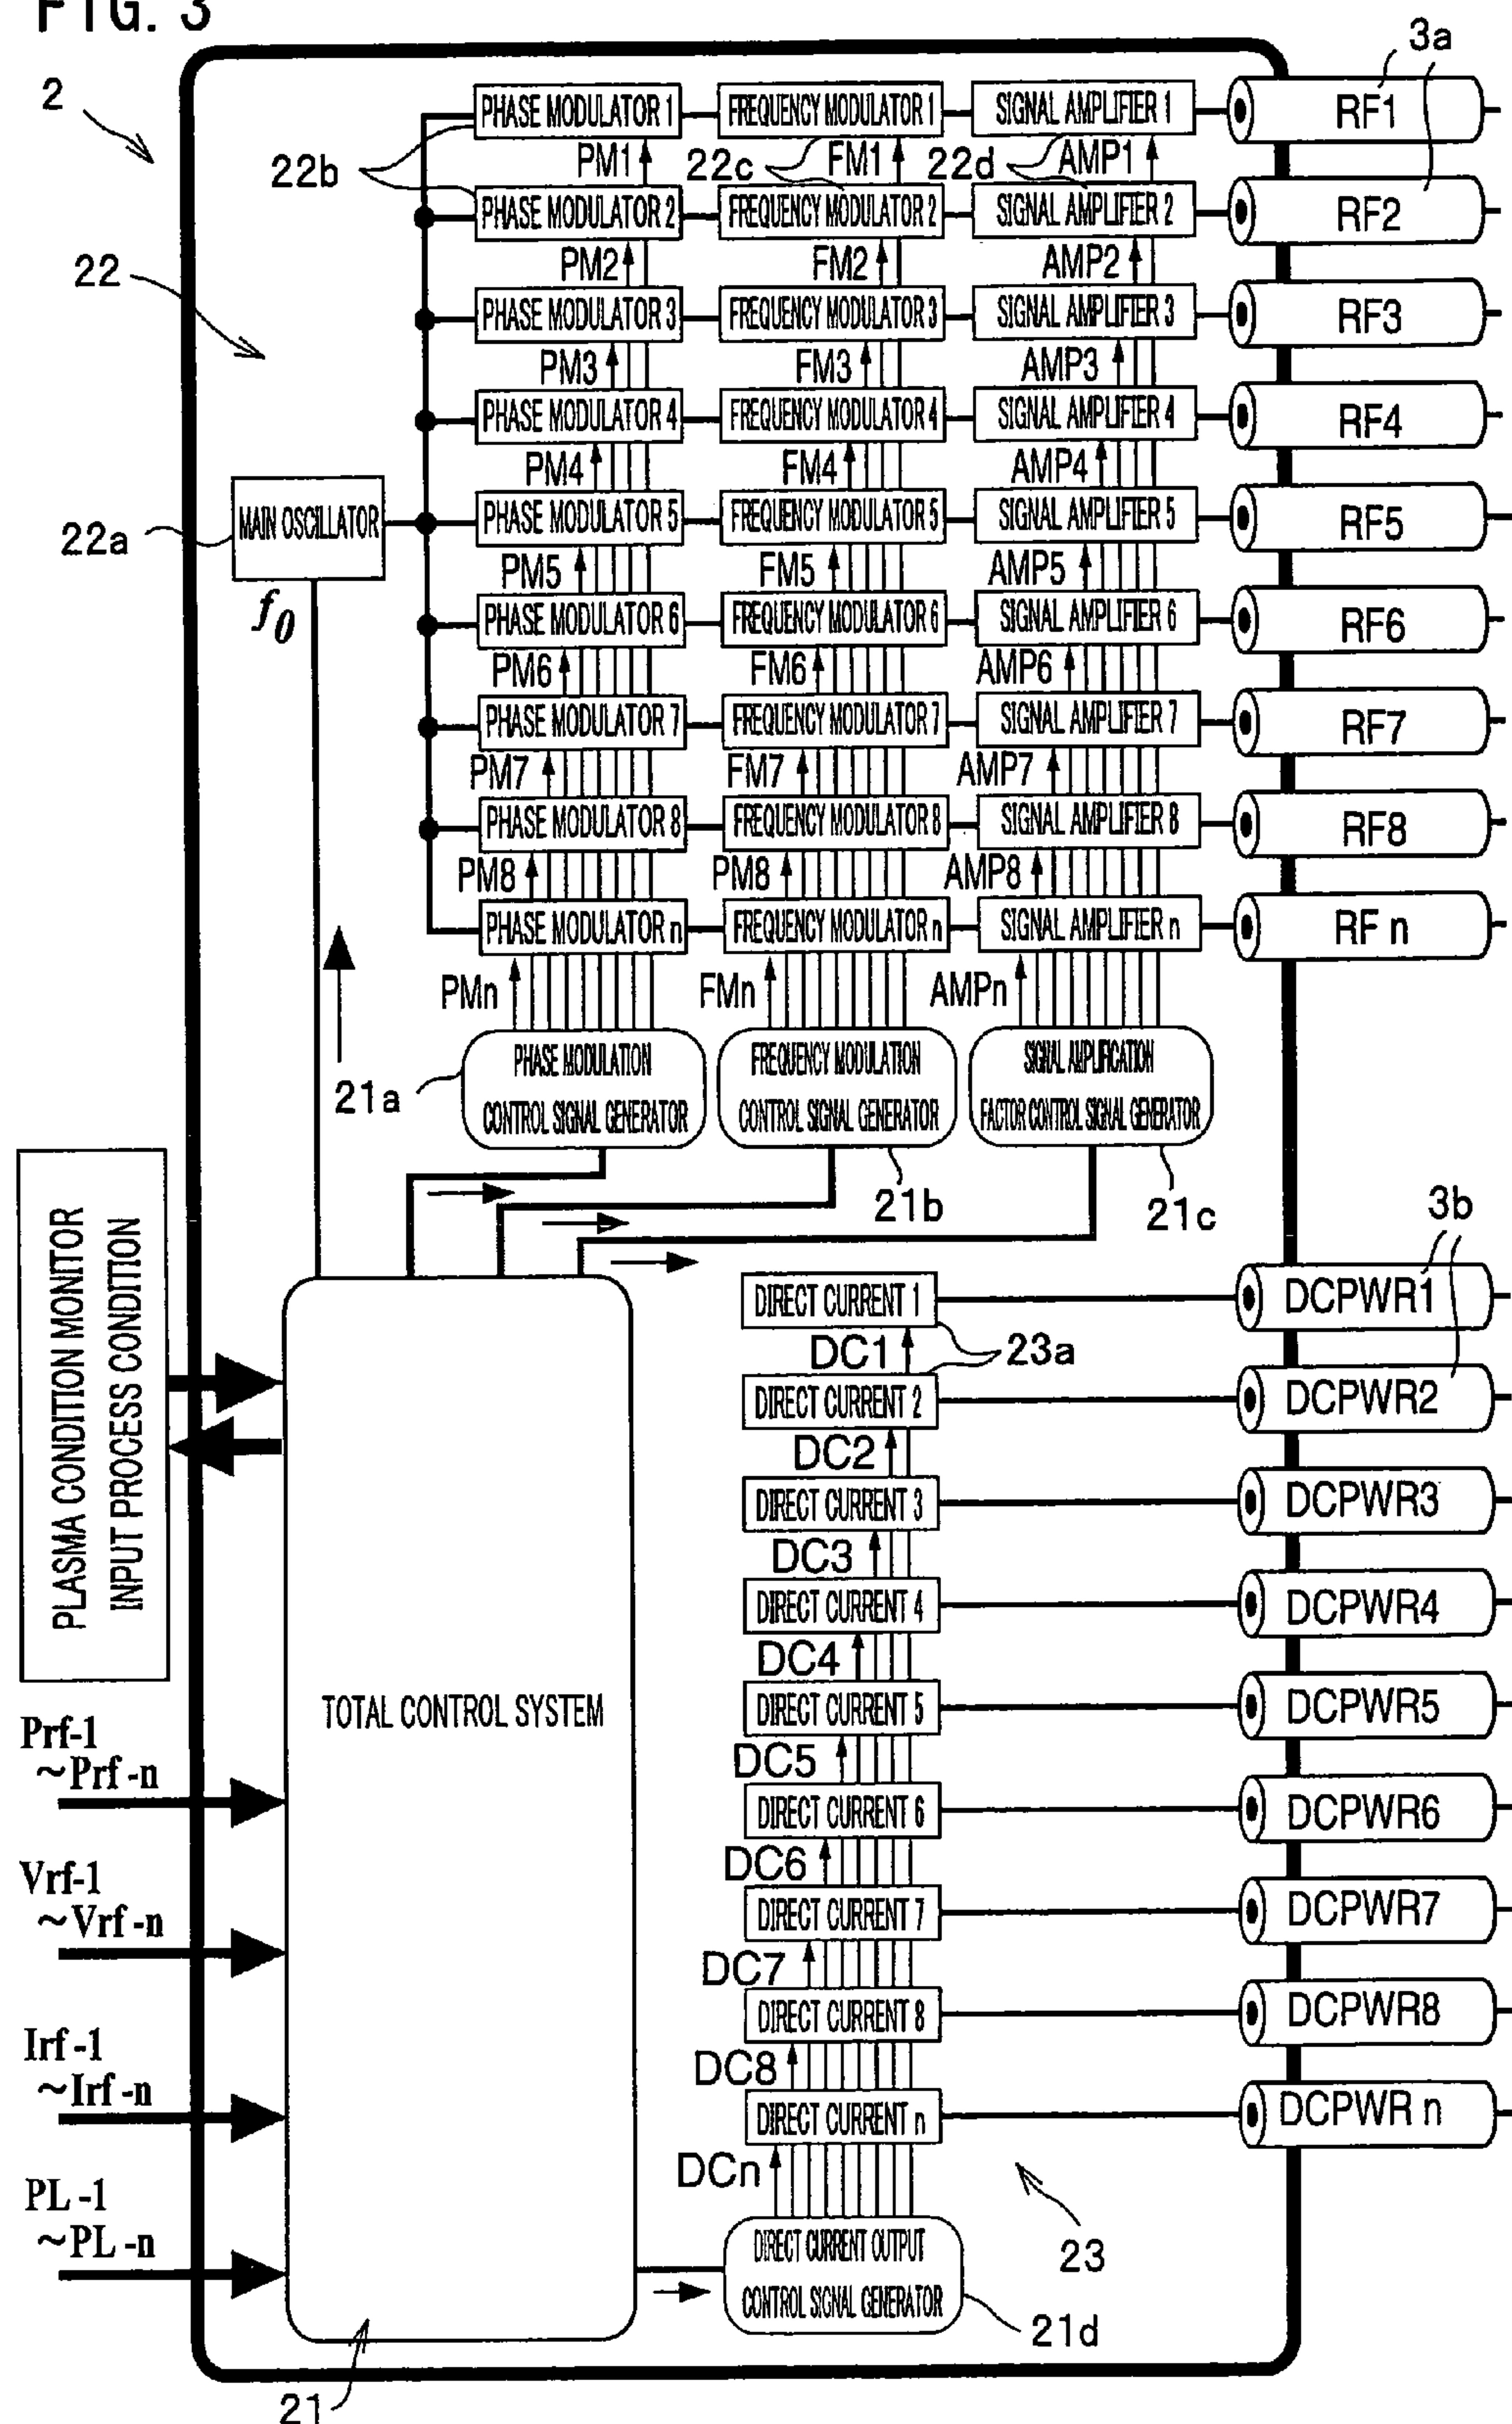 FIG. 3
3a
2
PHASE MODULATOR 1
FREQUENCY MODULATOR 1
SIGNAL AMPLIFIER 1
RF1
22b
PM1
22c
FM1
22d
AMP1
PHASE MODULATOR 2
FREQUENCY MODULATOR 2
SIGNAL AMPLIFIER 2
RF2
22
PM2
FM2
AMP2
PHASE MODULATOR 3
FREQUENCY MODULATOR 3
SIGNAL AMPLIFIER 3
RF3
PM3
FM3
AMP3
PHASE MODULATOR 4
FREQUENCY MODULATOR 4
SIGNAL AMPLIFIER 4
RF4
PM4
FM4
AMP4
22a
MAIN OSCILLATOR
PHASE MODULATOR 5
FREQUENCY MODULATOR 5
SIGNAL AMPLIFIER 5
RF5
f0
PM5
FM5
AMP5
PHASE MODULATOR 6
FREQUENCY MODULATOR 6
SIGNAL AMPLIFIER 6
RF6
PM6
FM6
AMP6
PHASE MODULATOR 7
FREQUENCY MODULATOR 7
SIGNAL AMPLIFIER 7
RF7
PM7
FM7
AMP7
PHASE MODULATOR 8
FREQUENCY MODULATOR 8
SIGNAL AMPLIFIER 8
RF8
PM8
PM8
AMP8
PHASE MODULATOR n
FREQUENCY MODULATOR n
SIGNAL AMPLIFIER n
RF n
PMn
FMn
AMPn
21a
PHASE MODULATION
CONTROL SIGNAL GENERATOR
FREQUENCY MODULATION
CONTROL SIGNAL GENERATOR
SIGNAL AMPLIFICATION
FACTOR CONTROL SIGNAL GENERATOR
21b
21c
3b
PLASMA CONDITION MONITOR
INPUT PROCESS CONDITION
DIRECT CURRENT 1
DCPWR1
DC1
23a
DIRECT CURRENT 2
DCPWR2
DC2
DIRECT CURRENT 3
DCPWR3
DC3
DIRECT CURRENT 4
DCPWR4
DC4
TOTAL CONTROL SYSTEM
DIRECT CURRENT 5
DCPWR5
Prf-1
~Prf -n
DC5
DIRECT CURRENT 6
DCPWR6
Vrf-1
~Vrf -n
DC6
DIRECT CURRENT 7
DCPWR7
DC7
DIRECT CURRENT 8
DCPWR8
Irf -1
~Irf -n
DC8
DIRECT CURRENT n
DCPWR n
DCn
PL -1
~PL -n
DIRECT CURRENT OUTPUT
CONTROL SIGNAL GENERATOR
23
21d
21